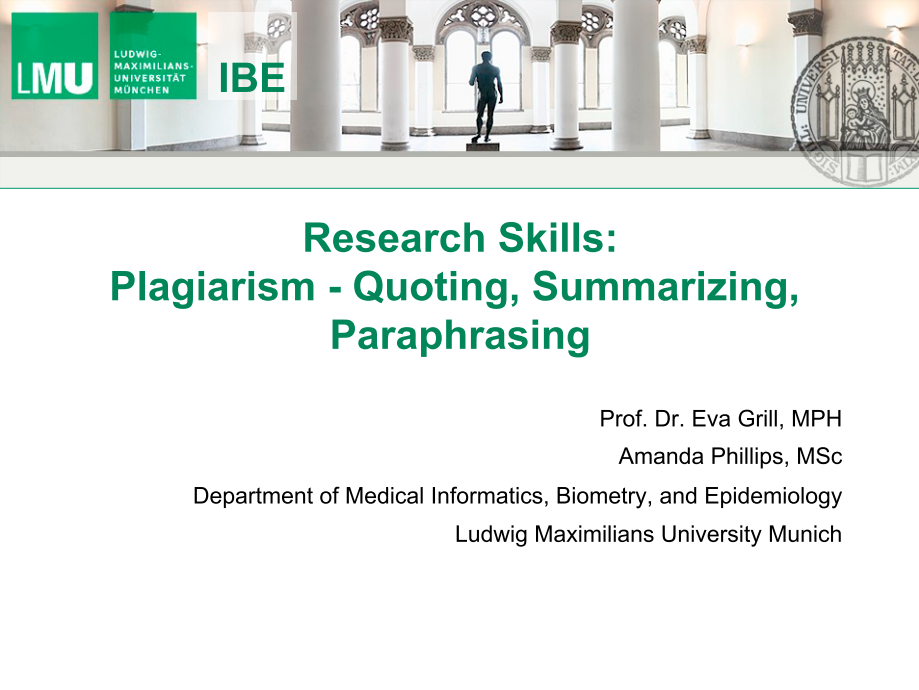 LMU
LUDWIG-
MAXIMILIANS-
UNIVERSITÄT
MÜNCHEN
IBE
Research Skills:
Plagiarism - Quoting, Summarizing,
Paraphrasing
Prof. Dr. Eva Grill, MPH
Amanda Phillips, MSc
Department of Medical Informatics, Biometry, and Epidemiology
Ludwig Maximilians University Munich